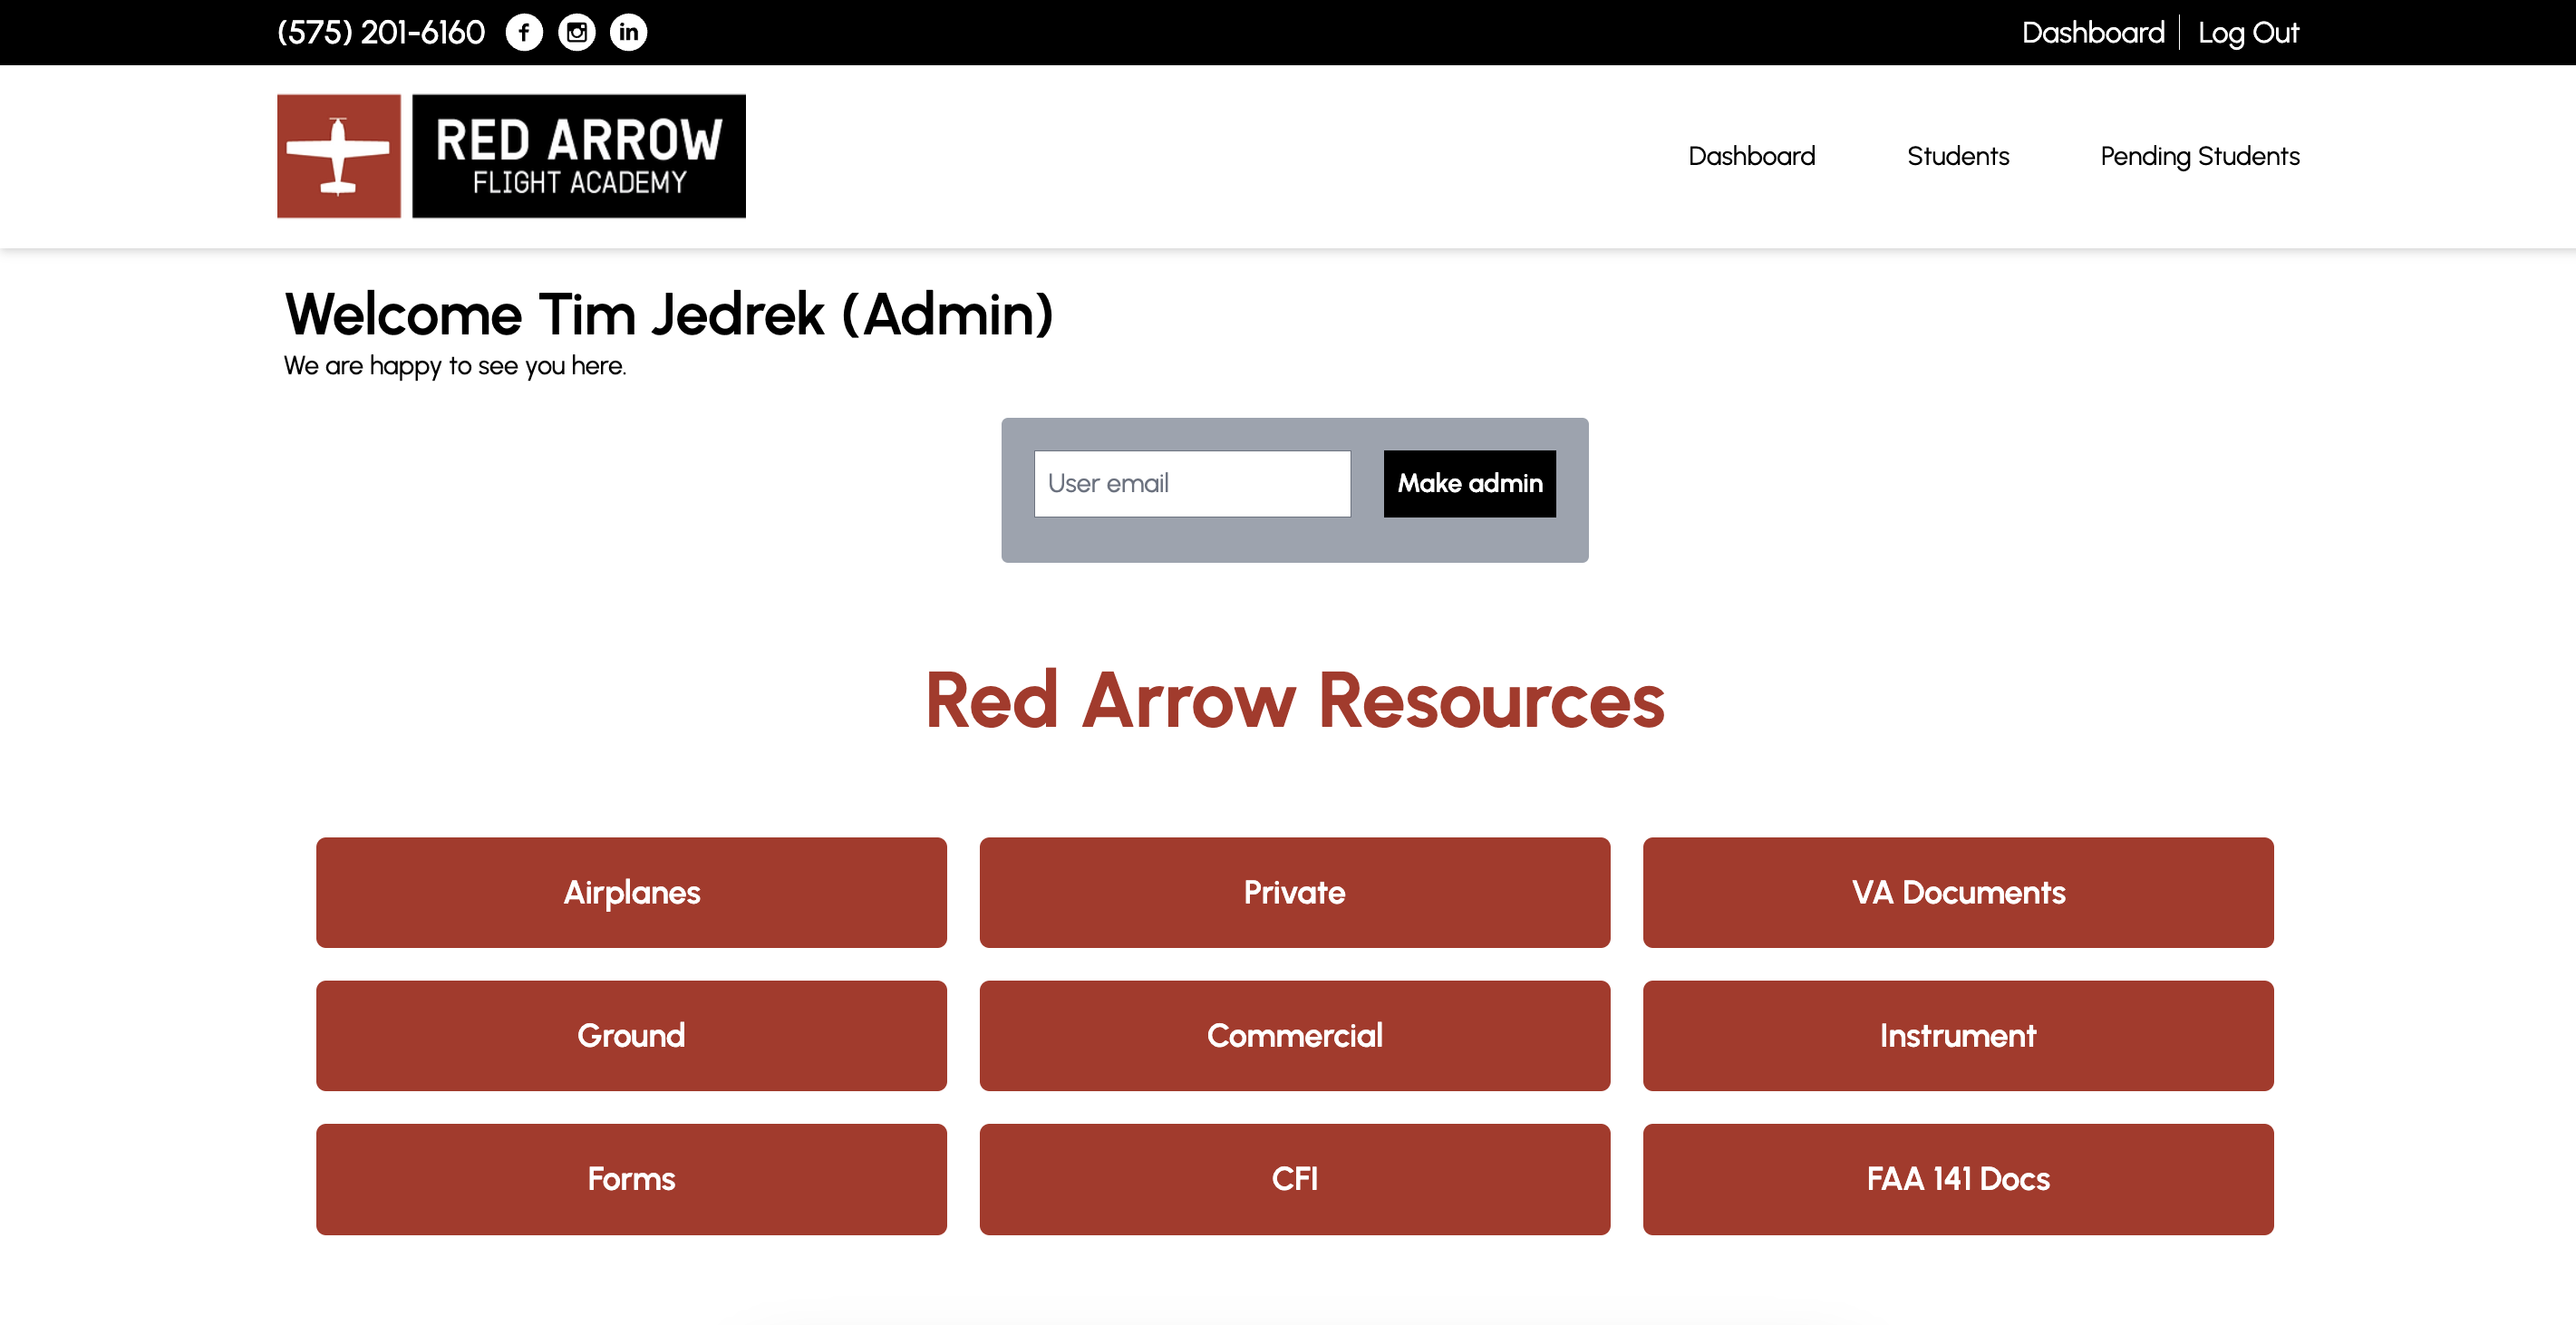 (575) 201-6160
Dashboard Log Out
RED ARROW
FLIGHT ACADEMY
Dashboard Students Pending Students
Welcome Tim Jedrek (Admin)
We are happy to see you here.
User email Make admin
Red Arrow Resources
Airplanes Private VA Documents
Ground Commercial Instrument
Forms CFI FAA 141 Docs